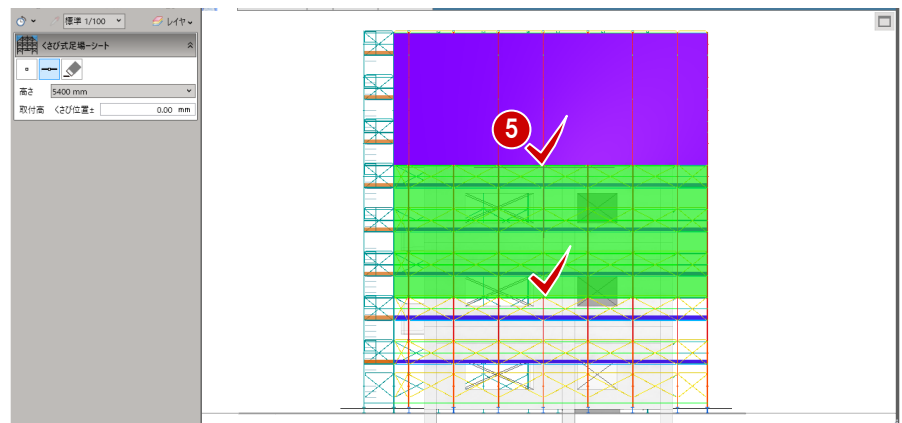 標準 1/100 レイヤ
くさび式足場-シート
高さ 5400 mm
取付高 くさび位置± 0.00 mm
5